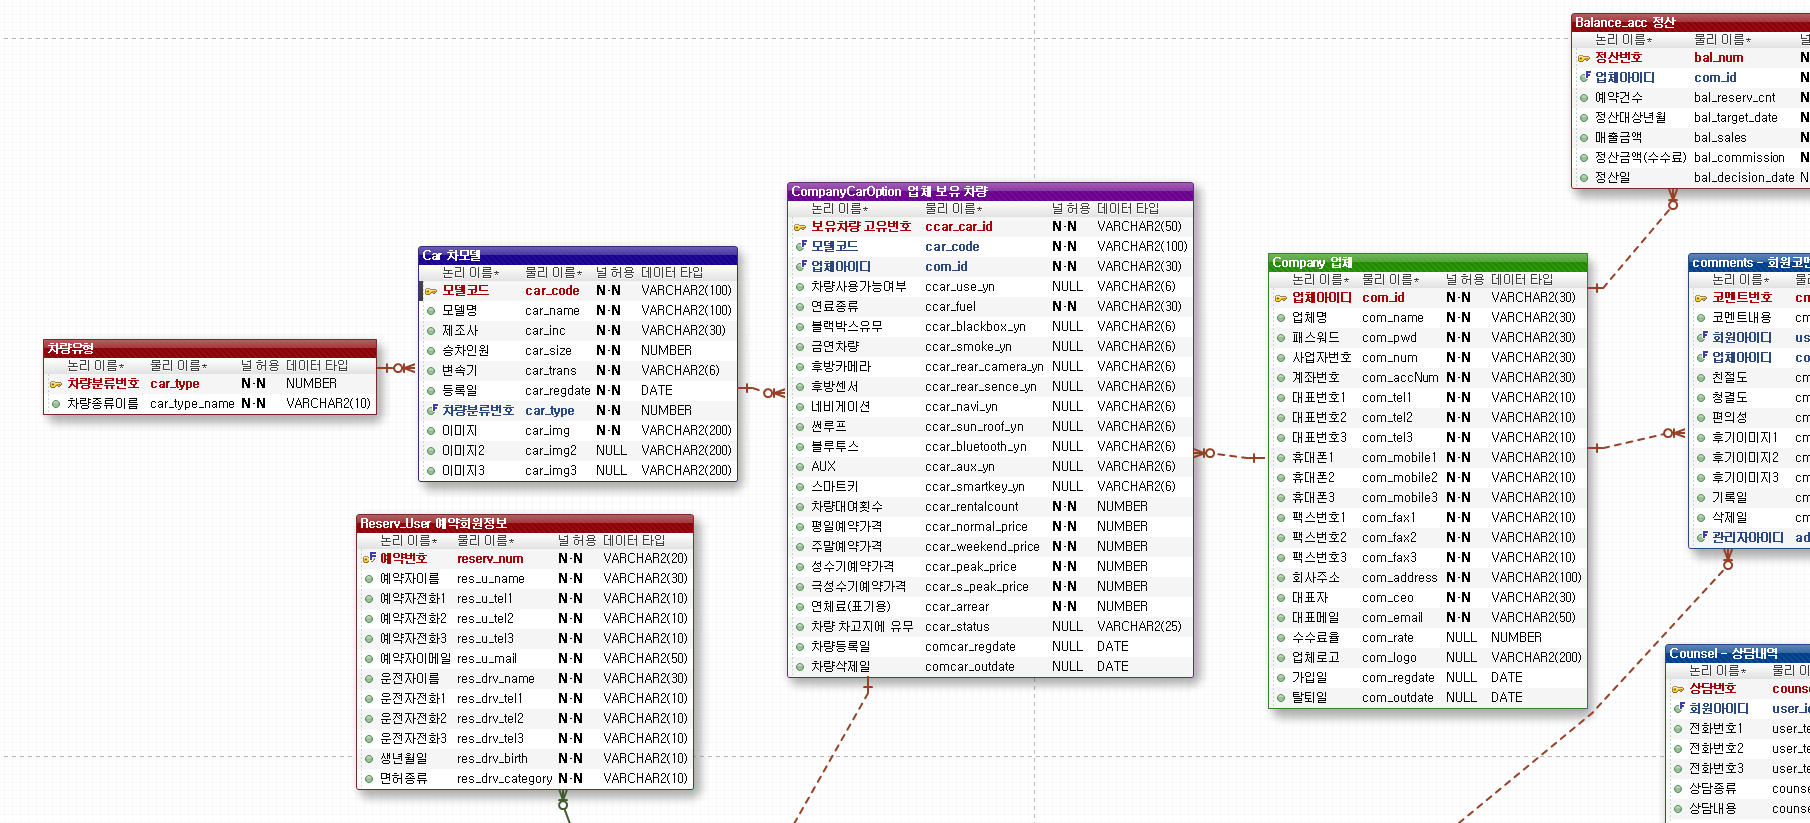 Balance_acc 정산
논리 이름* 물리 이름* 널
정산번호 bal_num N
업체아이디 com_id N
예약건수 bal_reserv_cnt N
정산대상년월 bal_target_date N
매출금액 bal_sales N
정산금액(수수료) bal_commission N
정산일 bal_decision_date N
CompanyCarOption 업체 보유 차량
논리 이름* 물리 이름* 널 허용 데이터 타입
보유차량 고유번호 ccar_car_id N-N VARCHAR2(50)
모델코드 car_code N-N VARCHAR2(100)
업체아이디 com_id N-N VARCHAR2(30)
차량사용가능여부 ccar_use_yn NULL VARCHAR2(6)
연료종류 ccar_fuel N-N VARCHAR2(30)
블랙박스유무 ccar_blackbox_yn NULL VARCHAR2(6)
금연차량 ccar_smoke_yn NULL VARCHAR2(6)
후방카메라 ccar_rear_camera_yn NULL VARCHAR2(6)
후방센서 ccar_rear_sence_yn NULL VARCHAR2(6)
네비게이션 ccar_navi_yn NULL VARCHAR2(6)
썬루프 ccar_sun_roof_yn NULL VARCHAR2(6)
블루투스 ccar_bluetooth_yn NULL VARCHAR2(6)
AUX ccar_aux_yn NULL VARCHAR2(6)
스마트키 ccar_smartkey_yn NULL VARCHAR2(6)
차량대여횟수 ccar_rentalcount N-N NUMBER
평일예약가격 ccar_normal_price N-N NUMBER
주말예약가격 ccar_weekend_price N-N NUMBER
성수기예약가격 ccar_peak_price N-N NUMBER
극성수기예약가격 ccar_s_peak_price N-N NUMBER
연체료(표기용) ccar_arrear N-N NUMBER
차량 차고지에 유무 ccar_status NULL VARCHAR2(25)
차량등록일 comcar_regdate NULL DATE
차량삭제일 comcar_outdate NULL DATE
Car 차모델
논리 이름* 물리 이름* 널 허용 데이터 타입
모델코드 car_code N-N VARCHAR2(100)
모델명 car_name N-N VARCHAR2(100)
제조사 car_inc N-N VARCHAR2(30)
승차인원 car_size N-N NUMBER
변속기 car_trans N-N VARCHAR2(6)
등록일 car_regdate N-N DATE
차량분류번호 car_type N-N NUMBER
이미지 car_img N-N VARCHAR2(200)
이미지2 car_img2 NULL VARCHAR2(200)
이미지3 car_img3 NULL VARCHAR2(200)
차량유형
논리 이름* 물리 이름* 널 허용 데이터 타입
차량분류번호 car_type N-N NUMBER
차량종류이름 car_type_name N-N VARCHAR2(10)
Company 업체
논리 이름* 물리 이름* 널 허용 데이터 타입
업체아이디 com_id N-N VARCHAR2(30)
업체명 com_name N-N VARCHAR2(30)
패스워드 com_pwd N-N VARCHAR2(30)
사업자번호 com_num N-N VARCHAR2(30)
계좌번호 com_accNum N-N VARCHAR2(30)
대표번호1 com_tel1 N-N VARCHAR2(10)
대표번호2 com_tel2 N-N VARCHAR2(10)
대표번호3 com_tel3 N-N VARCHAR2(10)
휴대폰1 com_mobile1 N-N VARCHAR2(10)
휴대폰2 com_mobile2 N-N VARCHAR2(10)
휴대폰3 com_mobile3 N-N VARCHAR2(10)
팩스번호1 com_fax1 N-N VARCHAR2(10)
팩스번호2 com_fax2 N-N VARCHAR2(10)
팩스번호3 com_fax3 N-N VARCHAR2(10)
회사주소 com_address N-N VARCHAR2(100)
대표자 com_ceo N-N VARCHAR2(30)
대표메일 com_email N-N VARCHAR2(50)
수수료율 com_rate NULL NUMBER
업체로고 com_logo NULL VARCHAR2(200)
가입일 com_regdate NULL DATE
탈퇴일 com_outdate NULL DATE
comments - 회원코멘
논리 이름* 물
코멘트번호 cm
코멘트내용 cm
회원아이디 us
업체아이디 co
친절도 cm
청결도 cm
편의성 cm
후기이미지1 cm
후기이미지2 cm
후기이미지3 cm
기록일 cm
삭제일 cm
관리자아이디 ad
Reserv_User 예약회원정보
논리 이름* 물리 이름* 널 허용 데이터 타입
예약번호 reserv_num N-N VARCHAR2(20)
예약자이름 res_u_name N-N VARCHAR2(30)
예약자전화1 res_u_tel1 N-N VARCHAR2(10)
예약자전화2 res_u_tel2 N-N VARCHAR2(10)
예약자전화3 res_u_tel3 N-N VARCHAR2(10)
예약자이메일 res_u_mail N-N VARCHAR2(50)
운전자이름 res_drv_name N-N VARCHAR2(30)
운전자전화1 res_drv_tel1 N-N VARCHAR2(10)
운전자전화2 res_drv_tel2 N-N VARCHAR2(10)
운전자전화3 res_drv_tel3 N-N VARCHAR2(10)
생년월일 res_drv_birth N-N VARCHAR2(10)
면허종류 res_drv_category N-N VARCHAR2(10)
Counsel - 상담내역
논리 이름* 물리 이
상담번호 couns
회원아이디 user_i
전화번호1 user_te
전화번호2 user_te
전화번호3 user_te
상담종류 counse
상담내용 counse